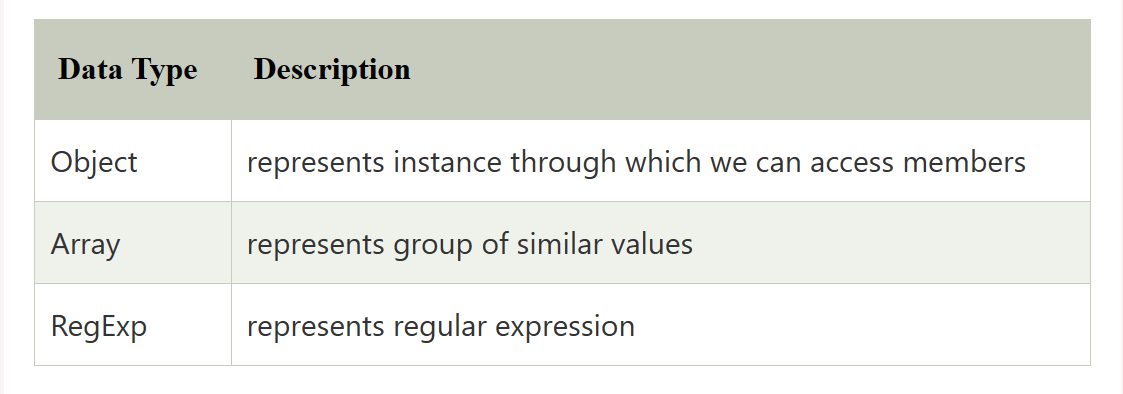 Data Type Description
Object represents instance through which we can access members
Array represents group of similar values
RegExp represents regular expression